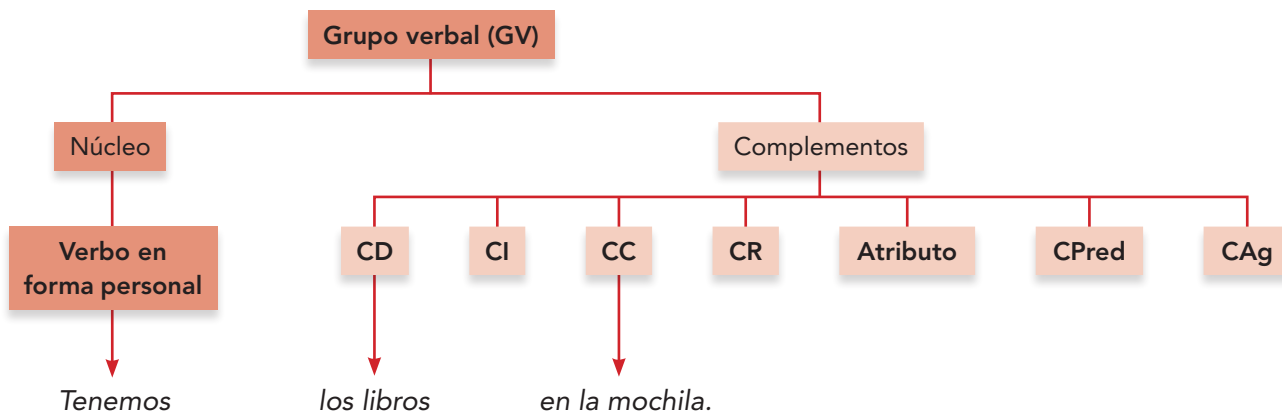 Grupo verbal (GV)
Núcleo
Complementos
Verbo en
forma personal
CD
CI
CC
CR
Atributo
CPred
CAg
Tenemos
los libros
en la mochila.